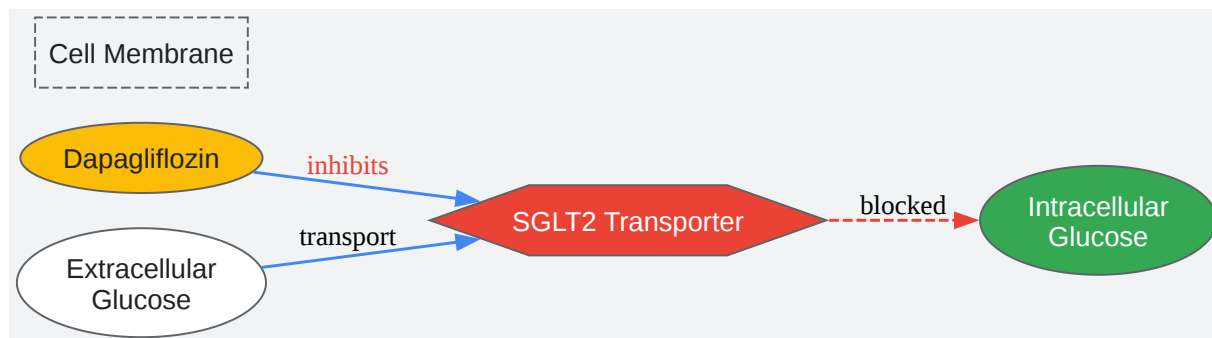 Cell Membrane
Dapagliflozin
inhibits
transport
Extracellular
Glucose
SGLT2 Transporter
blocked
Intracellular
Glucose